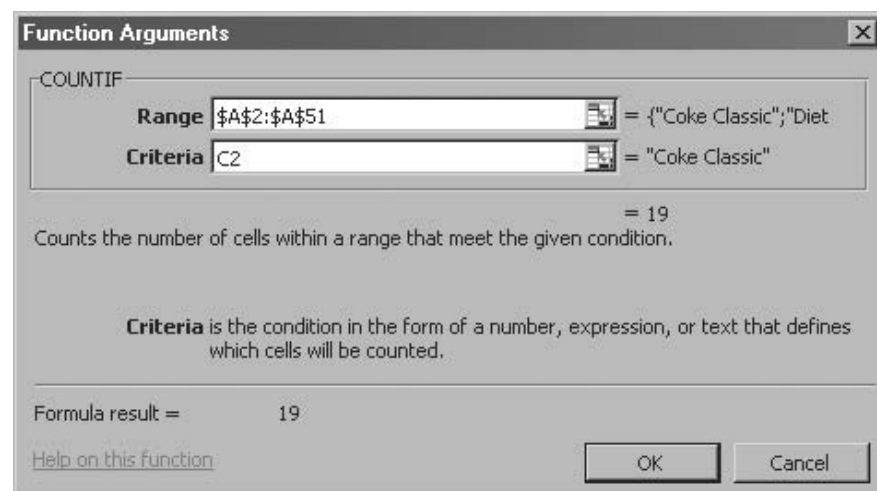 Function Arguments
COUNTIF
Range $A$2:$A$51 = {"Coke Classic";"Diet
Criteria C2 = "Coke Classic"
= 19
Counts the number of cells within a range that meet the given condition.
Criteria is the condition in the form of a number, expression, or text that defines
which cells will be counted.
Formula result = 19
Help on this function OK Cancel